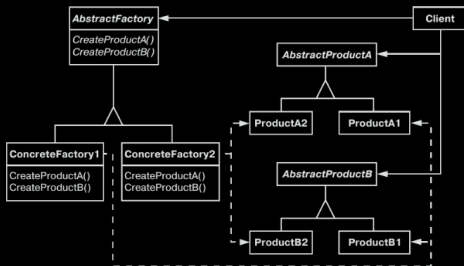 AbstractFactory
CreateProductA()
CreateProductB()
Client
AbstractProductA
ProductA2
ProductA1
ConcreteFactory1
CreateProductA()
CreateProductB()
ConcreteFactory2
CreateProductA()
CreateProductB()
AbstractProductB
ProductB2
ProductB1